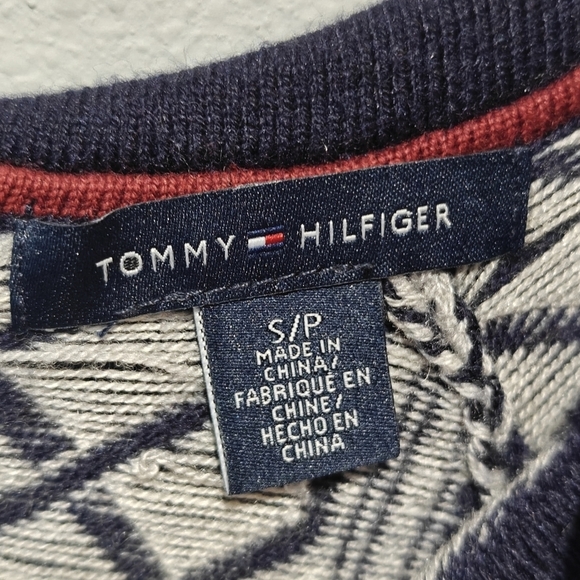 TOMMY HILFIGER
S/P
MADE IN
CHINA/
FABRIQUE EN
CHINE/
HECHO EN
CHINA